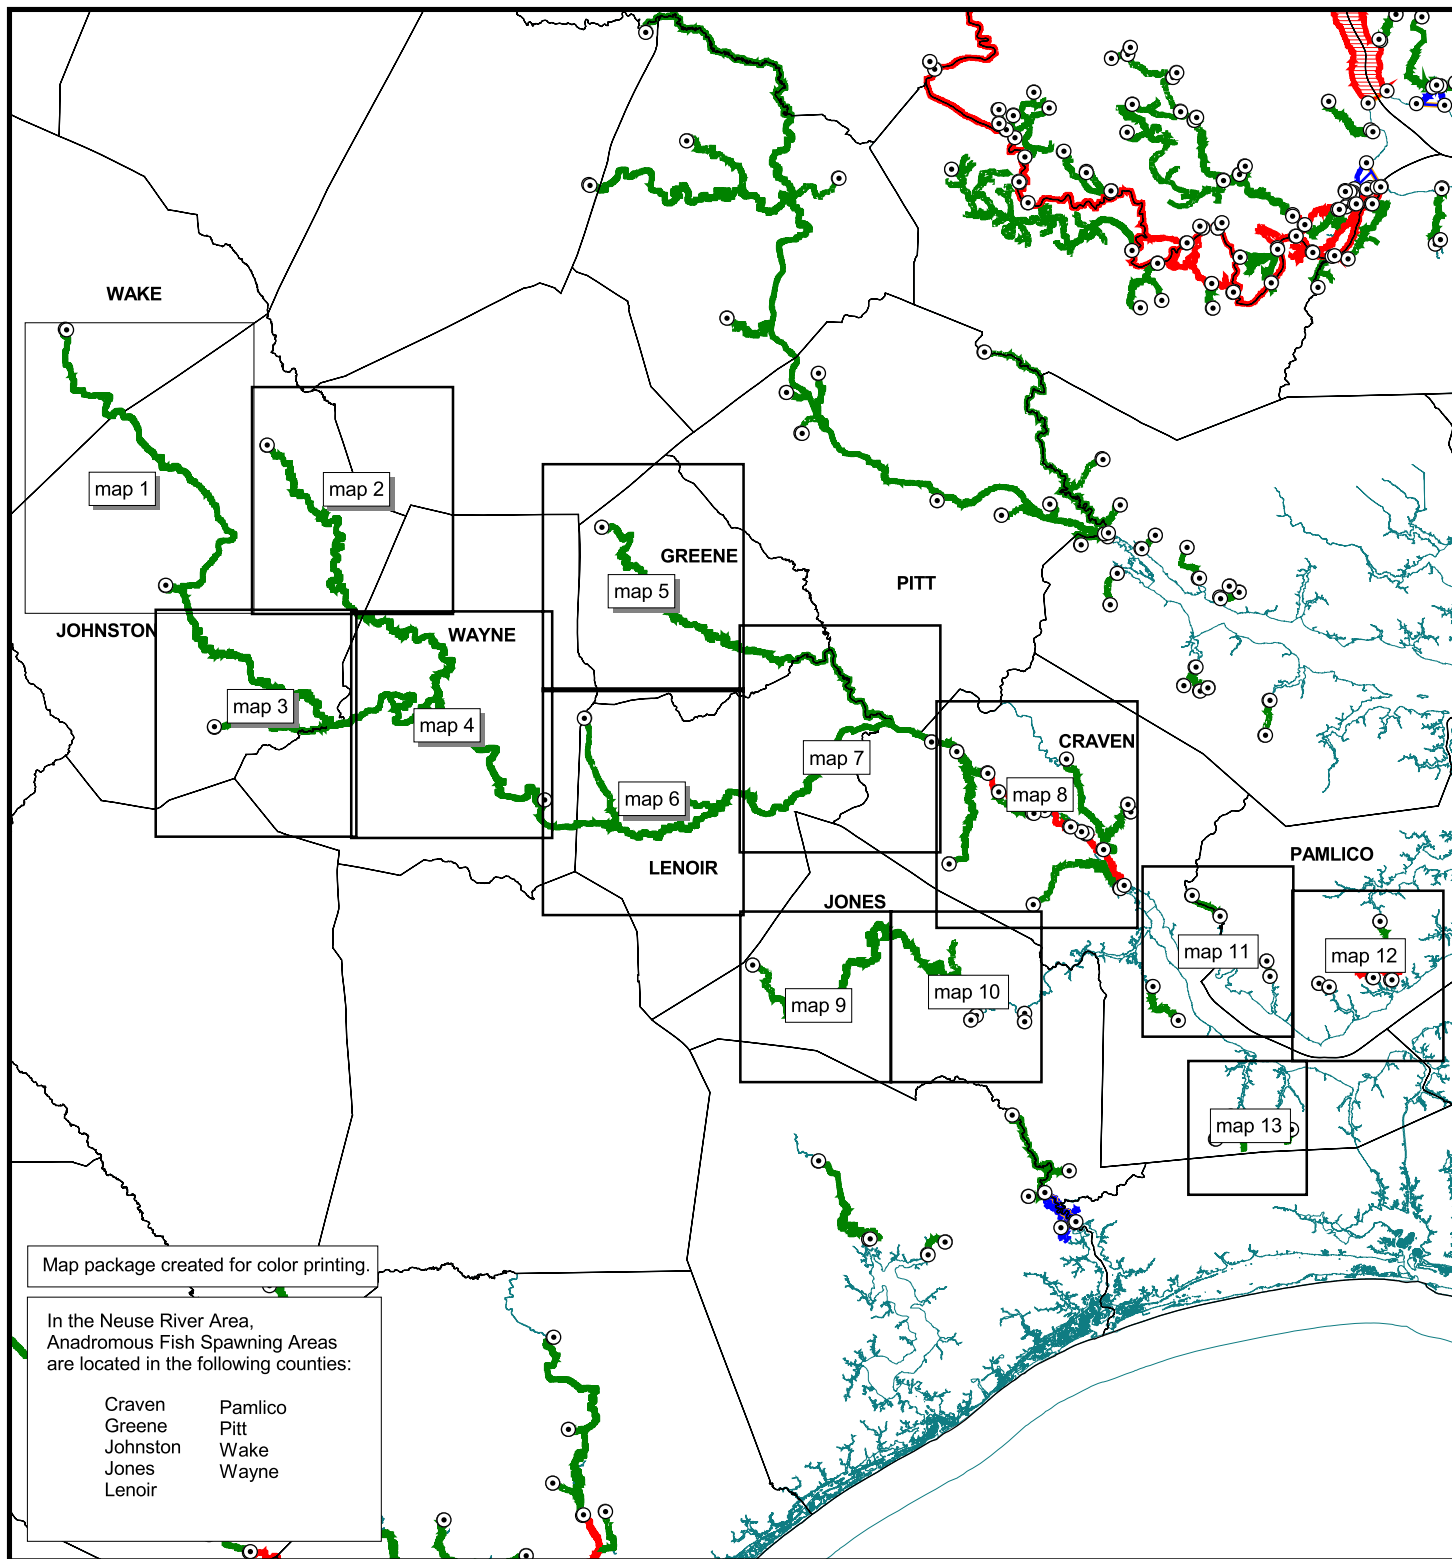 WAKE
map 1
map 2
GREENE
map 5
PITT
JOHNSTON
WAYNE
map 3
map 4
CRAVEN
map 7
map 8
map 6
LENOIR
PAMLICO
JONES
map 11
map 12
map 9
map 10
map 13
Map package created for color printing.
In the Neuse River Area,
Anadromous Fish Spawning Areas
are located in the following counties:
Craven Pamlico
Greene Pitt
Johnston Wake
Jones Wayne
Lenoir